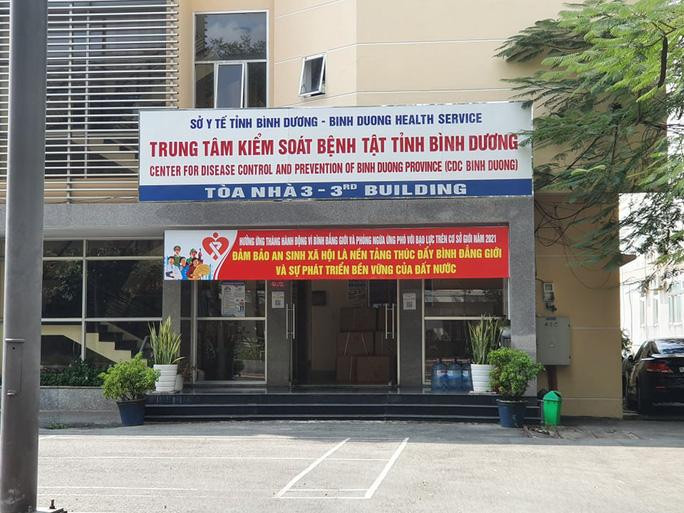 SỞ Y TẾ TỈNH BÌNH DƯƠNG - BINH DUONG HEALTH SERVICE
TRUNG TÂM KIỂM SOÁT BỆNH TẬT TỈNH BÌNH DƯƠNG
CENTER FOR DISEASE CONTROL AND PREVENTION OF BINH DUONG PROVINCE (CDC BINH DUONG)
TÒA NHÀ 3 - 3RD BUILDING
HƯỞNG ỨNG THÁNG HÀNH ĐỘNG VÌ BÌNH ĐẲNG GIỚI VÀ PHÒNG NGỪA ỨNG PHÓ VỚI BẠO LỰC TRÊN CƠ SỞ GIỚI NĂM 2021
ĐẢM BẢO AN SINH XÃ HỘI LÀ NỀN TẢNG THÚC ĐẨY BÌNH ĐẲNG GIỚI
VÀ SỰ PHÁT TRIỂN BỀN VỮNG CỦA ĐẤT NƯỚC